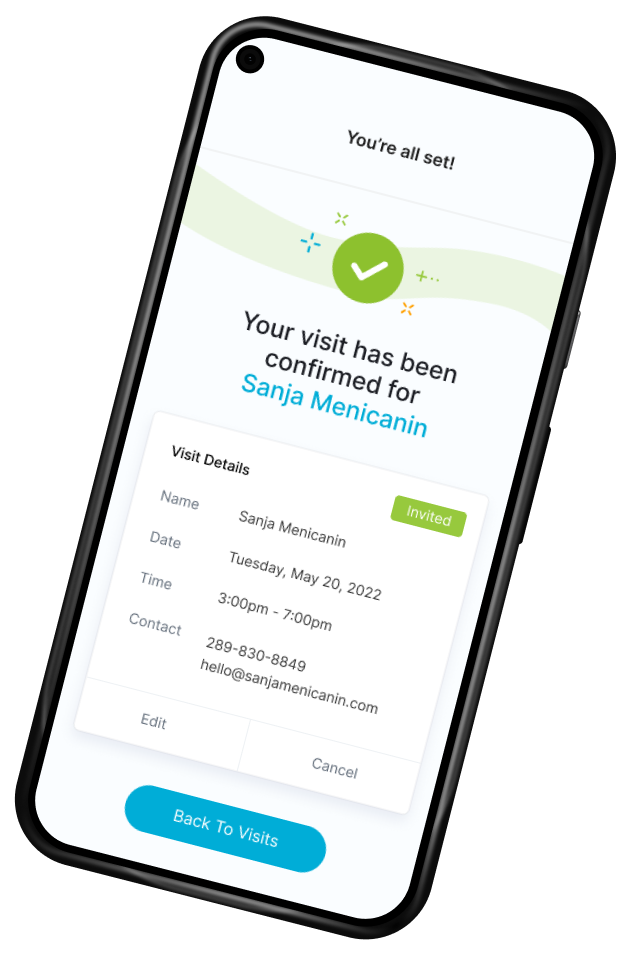 You're all set!
Your visit has been
confirmed for
Sanja Menicanin
Visit Details
Invited
Name Sanja Menicanin
Date Tuesday, May 20, 2022
Time 3:00pm - 7:00pm
Contact 289-830-8849
hello@sanjamenicanin.com
Edit Cancel
Back To Visits